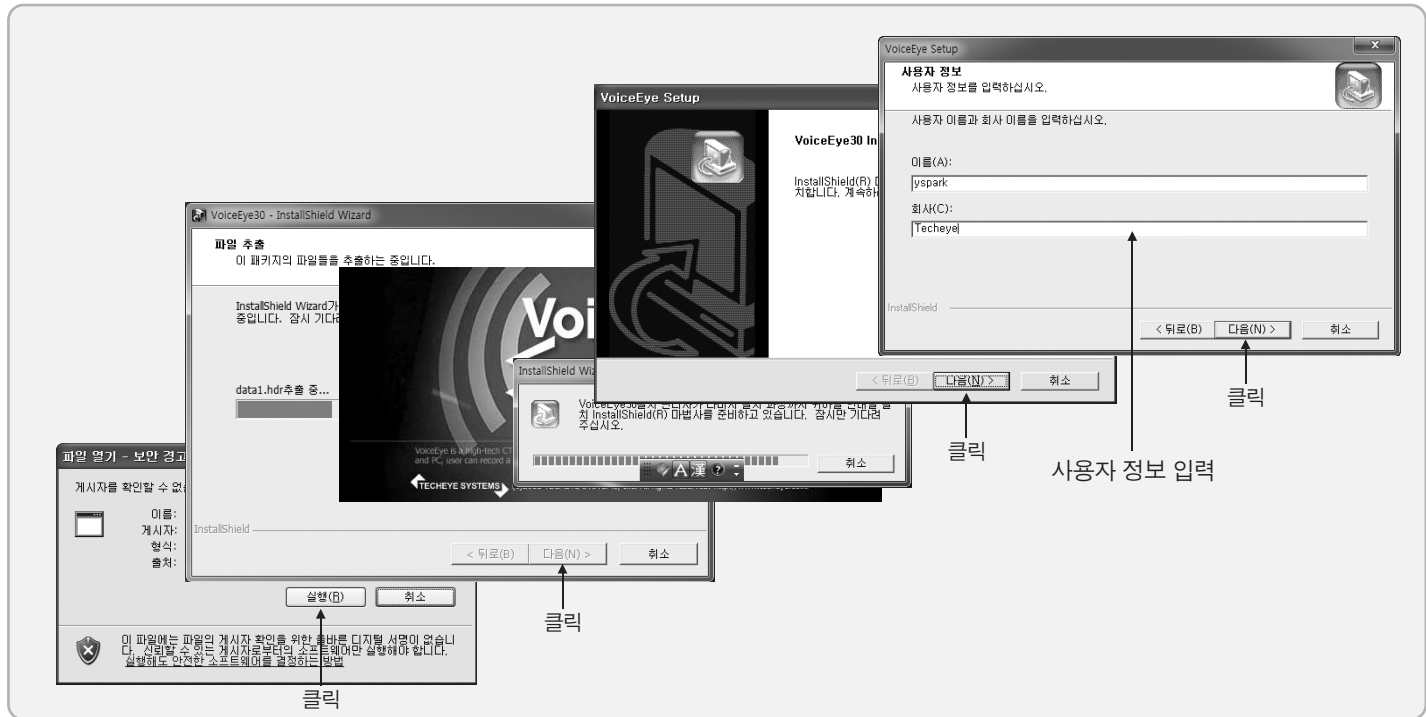 VoiceEye Setup
사용자 정보
사용자 정보를 입력하십시오.
사용자 이름과 회사 이름을 입력하십시오.
이름(A):
yspark
회사(C):
Techeye
InstallShield
< 뒤로(B)
다음(N) >
취소
클릭
사용자 정보 입력
VoiceEye Setup
VoiceEye30 In
InstallShield(R)
치합니다. 계속하
< 뒤로(B)
다음(N) >
취소
클릭
VoiceEye30 - InstallShield Wizard
파일 추출
이 패키지의 파일들을 추출하는 중입니다.
InstallShield Wizard가
중입니다. 잠시 기다
data1.hdr추출 중...
InstallShield
< 뒤로(B)
다음(N) >
취소
클릭
Voi
VoiceEye is a high-tech CT
and PC, user can record a
TECHEYE SYSTEMS
InstallShield Wiz
치 InstallShield(R) 마법사를 준비하고 있습니다. 잠시만 기다려
주십시오.
취소
A 漢
파일 열기 - 보안 경고
게시자를 확인할 수 없
이름:
게시자:
형식:
출처:
실행(R)
취소
이 파일에는 파일의 게시자 확인을 위한 올바른 디지털 서명이 없습니
다. 신뢰할 수 있는 게시자로부터의 소프트웨어만 실행해야 합니다.
실행해도 안전한 소프트웨어를 결정하는 방법
클릭